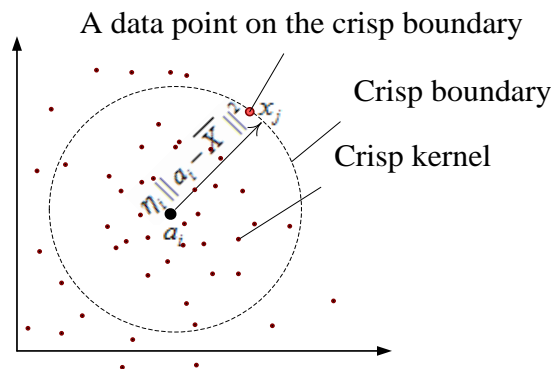 A data point on the crisp boundary
Crisp boundary
Crisp kernel
η_i ‖ a_i − X̅ ‖²
x_j
a_i